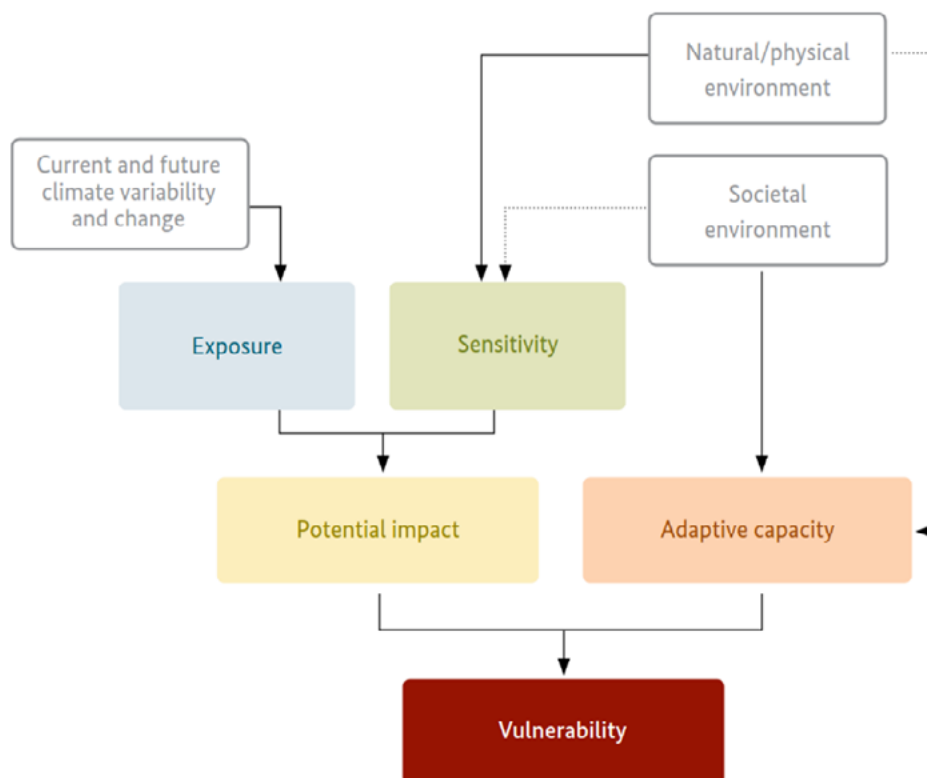 Natural/physical
environment
Current and future
climate variability
and change
Societal
environment
Exposure
Sensitivity
Potential impact
Adaptive capacity
Vulnerability